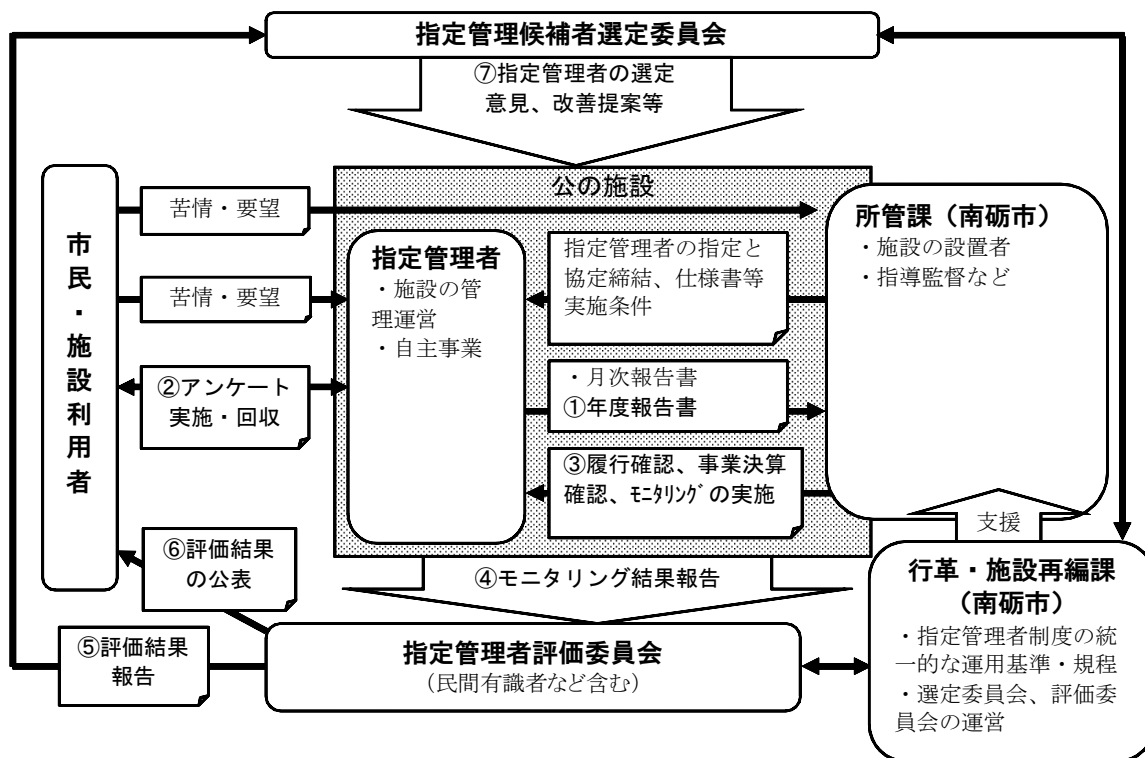 指定管理候補者選定委員会
⑦指定管理者の選定
意見、改善提案等
公の施設
市民・施設利用者
苦情・要望
苦情・要望
②アンケート
実施・回収
指定管理者
・施設の管
理運営
・自主事業
指定管理者の指定と
協定締結、仕様書等
実施条件
・月次報告書
①年度報告書
③履行確認、事業決算
確認、ﾓﾆﾀﾘﾝｸﾞの実施
所管課（南砺市）
・施設の設置者
・指導監督など
支援
⑥評価結果
の公表
④モニタリング結果報告
⑤評価結果
報告
指定管理者評価委員会
（民間有識者など含む）
行革・施設再編課
（南砺市）
・指定管理者制度の統
一的な運用基準・規程
・選定委員会、評価委
員会の運営